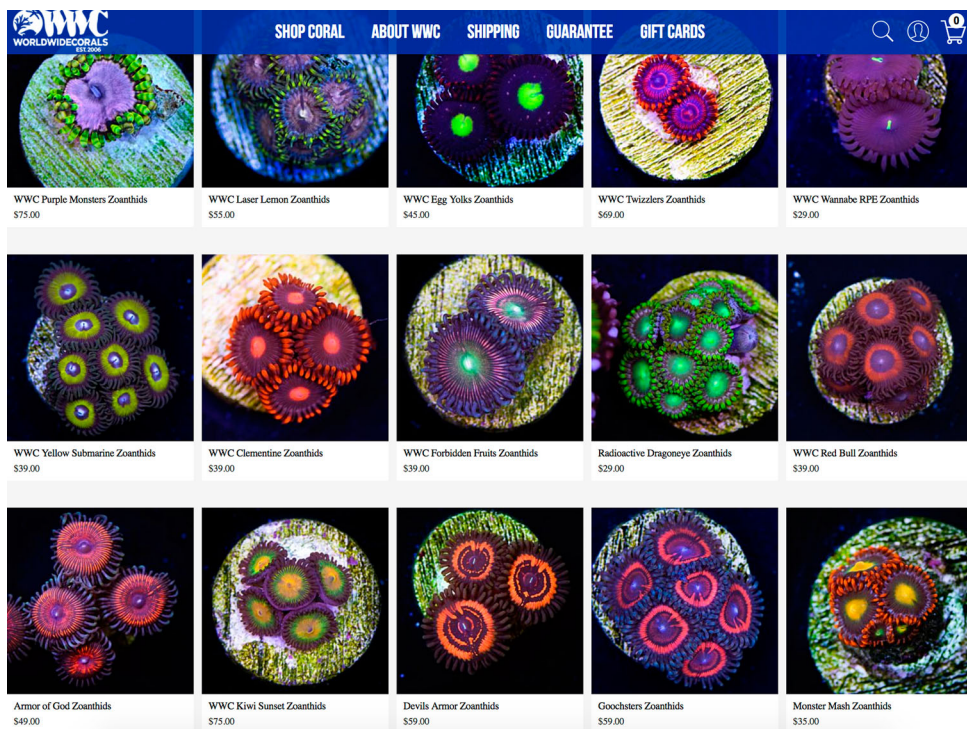 WWC
WORLDWIDECORALS
EST. 2006
SHOP CORAL ABOUT WWC SHIPPING GUARANTEE GIFT CARDS
0
WWC Purple Monsters Zoanthids
$75.00
WWC Laser Lemon Zoanthids
$55.00
WWC Egg Yolks Zoanthids
$45.00
WWC Twizzlers Zoanthids
$69.00
WWC Wannabe RPE Zoanthids
$29.00
WWC Yellow Submarine Zoanthids
$39.00
WWC Clementine Zoanthids
$39.00
WWC Forbidden Fruits Zoanthids
$39.00
Radioactive Dragoneye Zoanthids
$29.00
WWC Red Bull Zoanthids
$39.00
Armor of God Zoanthids
$49.00
WWC Kiwi Sunset Zoanthids
$75.00
Devils Armor Zoanthids
$59.00
Goochsters Zoanthids
$59.00
Monster Mash Zoanthids
$35.00